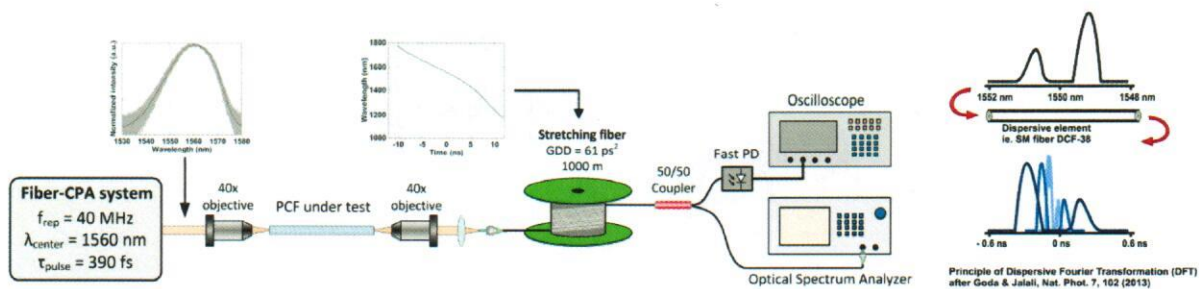 Normalized intensity (a.u.)
1530 1540 1550 1560 1570 1580
Wavelength (nm)
Wavelength (nm)
1800
1600
1400
1200
1000
-10 -5 0 5 10
Time (ns)
Fiber-CPA system
f_rep = 40 MHz
λ_center = 1560 nm
τ_pulse = 390 fs
40x
objective
PCF under test
40x
objective
Stretching fiber
GDD = 61 ps²
1000 m
50/50
Coupler
Fast PD
Oscilloscope
Optical Spectrum Analyzer
1552 nm 1550 nm 1548 nm
Dispersive element
ie. SM fiber DCF-38
- 0.6 ns 0 ns 0.6 ns
Principle of Dispersive Fourier Transformation (DFT)
after Goda & Jalali, Nat. Phot. 7, 102 (2013)